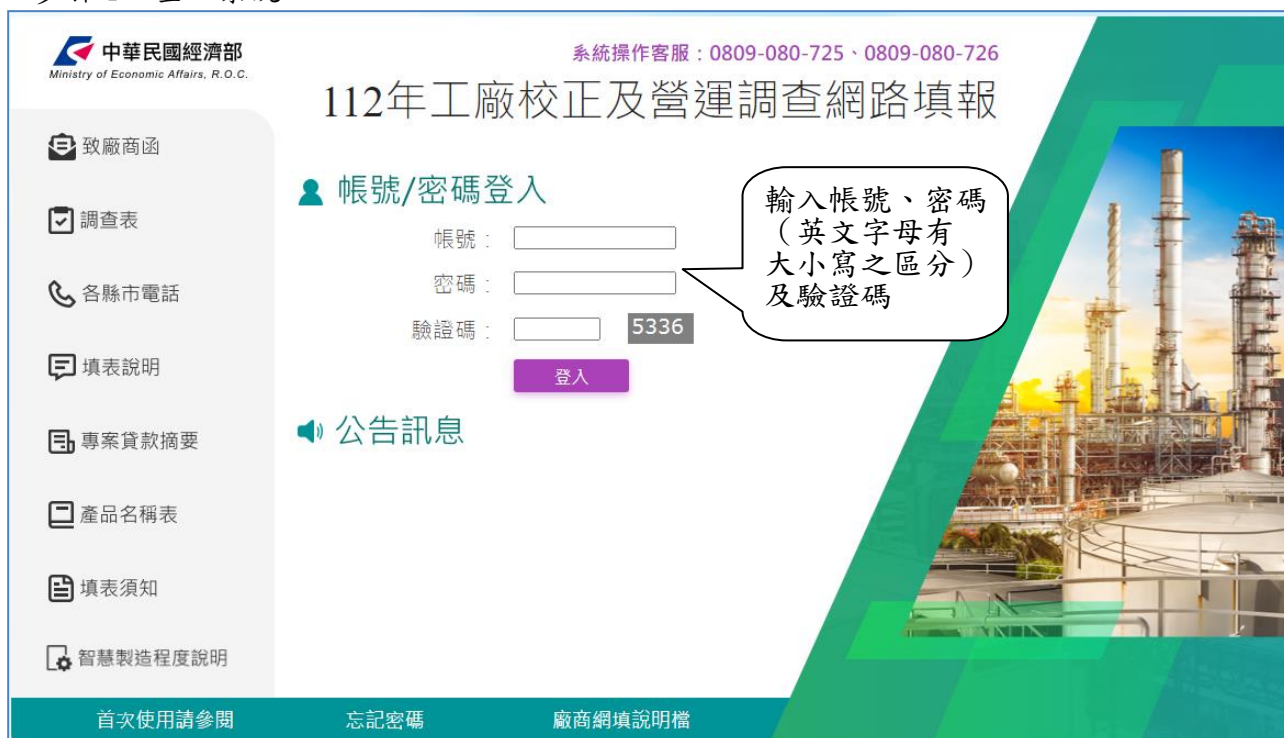 中華民國經濟部
Ministry of Economic Affairs, R.O.C.
系統操作客服：0809-080-725、0809-080-726
112年工廠校正及營運調查網路填報
致廠商函
調查表
各縣市電話
填表說明
專案貸款摘要
產品名稱表
填表須知
智慧製造程度說明
帳號/密碼登入
帳號：
密碼：
驗證碼：
5336
登入
輸入帳號、密碼
（英文字母有
大小寫之區分）
及驗證碼
公告訊息
首次使用請參閱
忘記密碼
廠商網填說明檔